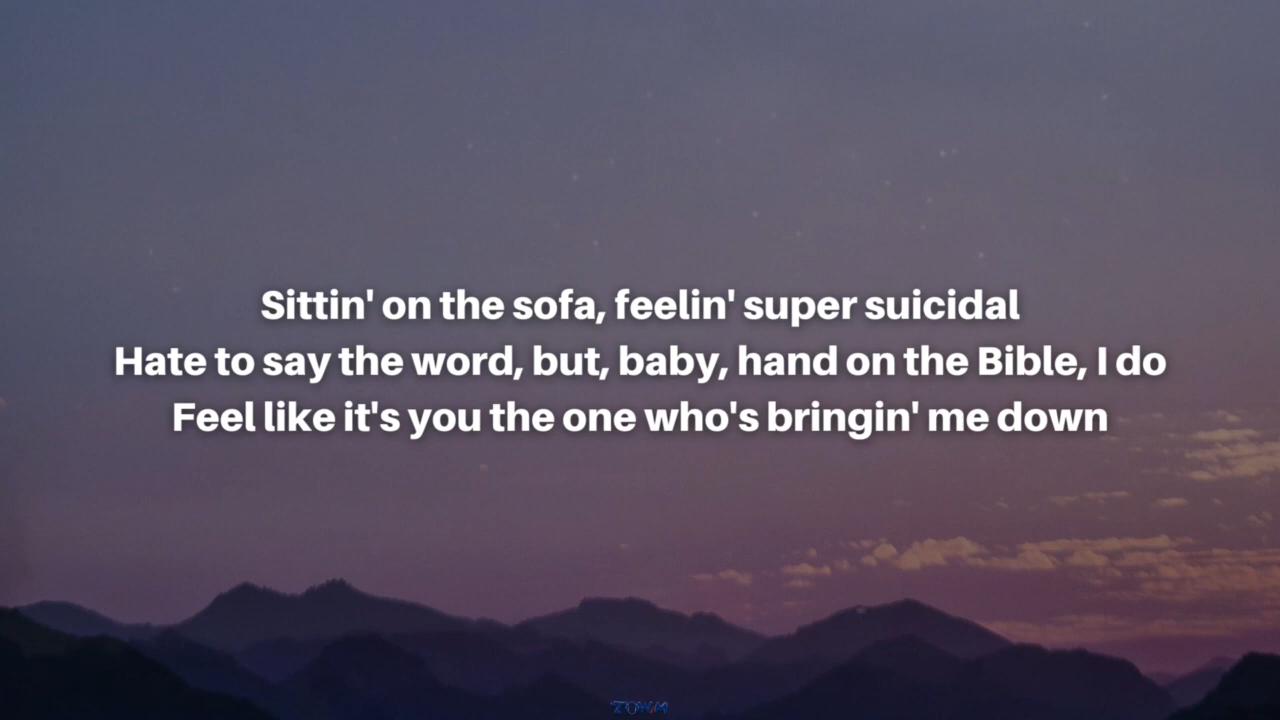 Sittin' on the sofa, feelin' super suicidal
Hate to say the word, but, baby, hand on the Bible, I do
Feel like it's you the one who's bringin' me down
ZOWM